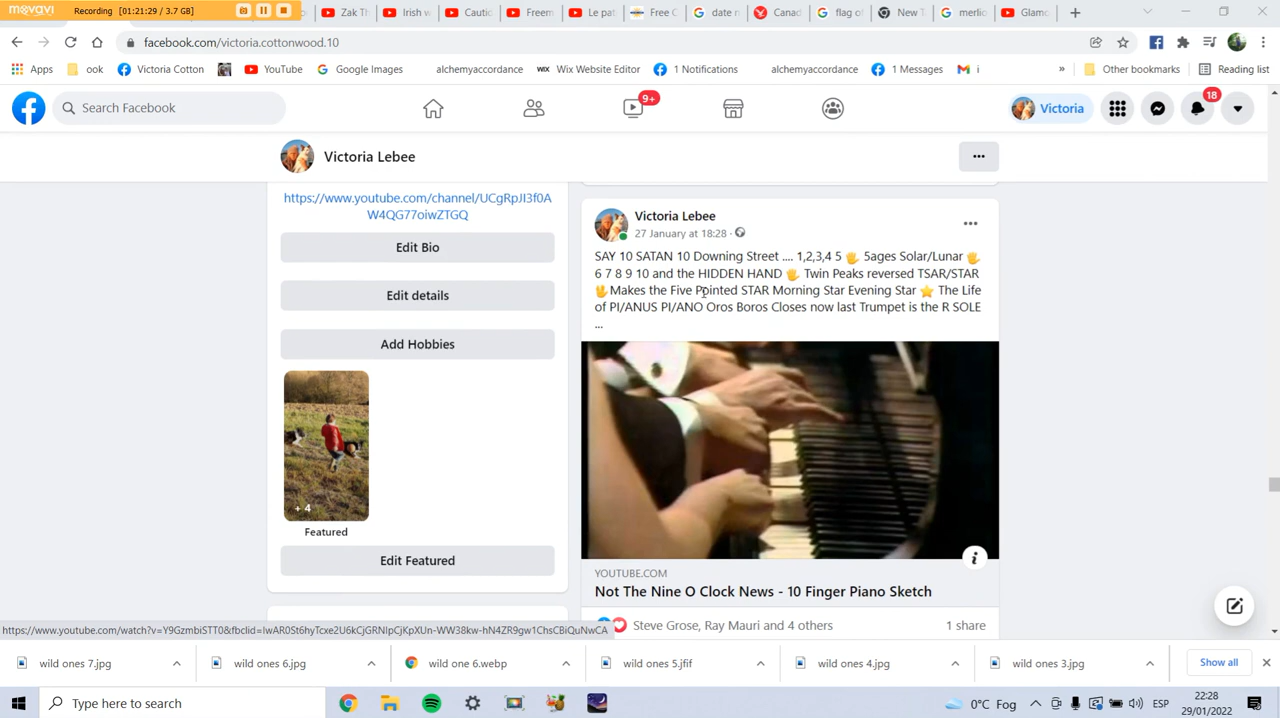 movavi
Recording [01:21:29 / 3.7 GB]
Zak Th
Irish w
Cautio
Freem
Le pat
Free C
date n
Canad
flag of
New T
merlio
Glamo
facebook.com/victoria.cottonwood.10
Apps
ook
Victoria Cotton
YouTube
Google Images
alchemyaccordance
WiX Wix Website Editor
1 Notifications
alchemyaccordance
1 Messages
i
»
Other bookmarks
Reading list
Search Facebook
9+
Victoria
18
Victoria Lebee
https://www.youtube.com/channel/UCgRpJI3f0A
W4QG77oiwZTGQ
Edit Bio
Edit details
Add Hobbies
+ 4
Featured
Edit Featured
Victoria Lebee
27 January at 18:28 ·
SAY 10 SATAN 10 Downing Street .... 1,2,3,4 5 🖐 5ages Solar/Lunar 🖐
6 7 8 9 10 and the HIDDEN HAND 🖐 Twin Peaks reversed TSAR/STAR
🖖 Makes the Five Pointed STAR Morning Star Evening Star ⭐ The Life
of PI/ANUS PI/ANO Oros Boros Closes now last Trumpet is the R SOLE
...
YOUTUBE.COM
Not The Nine O Clock News - 10 Finger Piano Sketch
Steve Grose, Ray Mauri and 4 others
1 share
https://www.youtube.com/watch?v=Y9GzmbiSTT0&fbclid=IwAR0St6hyTcxe2U6kCjGRNIpCjKpXUn-WW38kw-hN4ZR9gw1ChsCBiQuNwCA
wild ones 7.jpg
wild ones 6.jpg
wild one 6.webp
wild ones 5.jfif
wild ones 4.jpg
wild ones 3.jpg
Show all
Type here to search
0°C Fog
ESP
22:28
29/01/2022